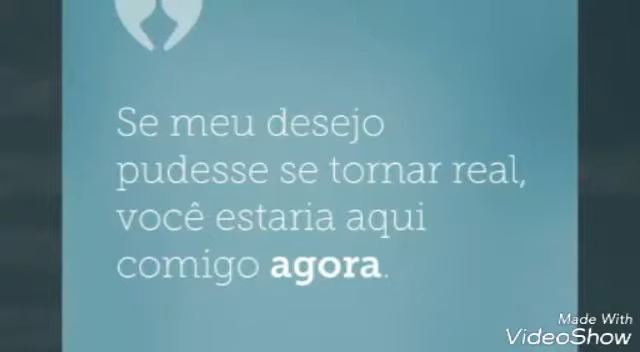 Se meu desejo
pudesse se tornar real,
você estaria aqui
comigo agora.
Made With
VideoShow